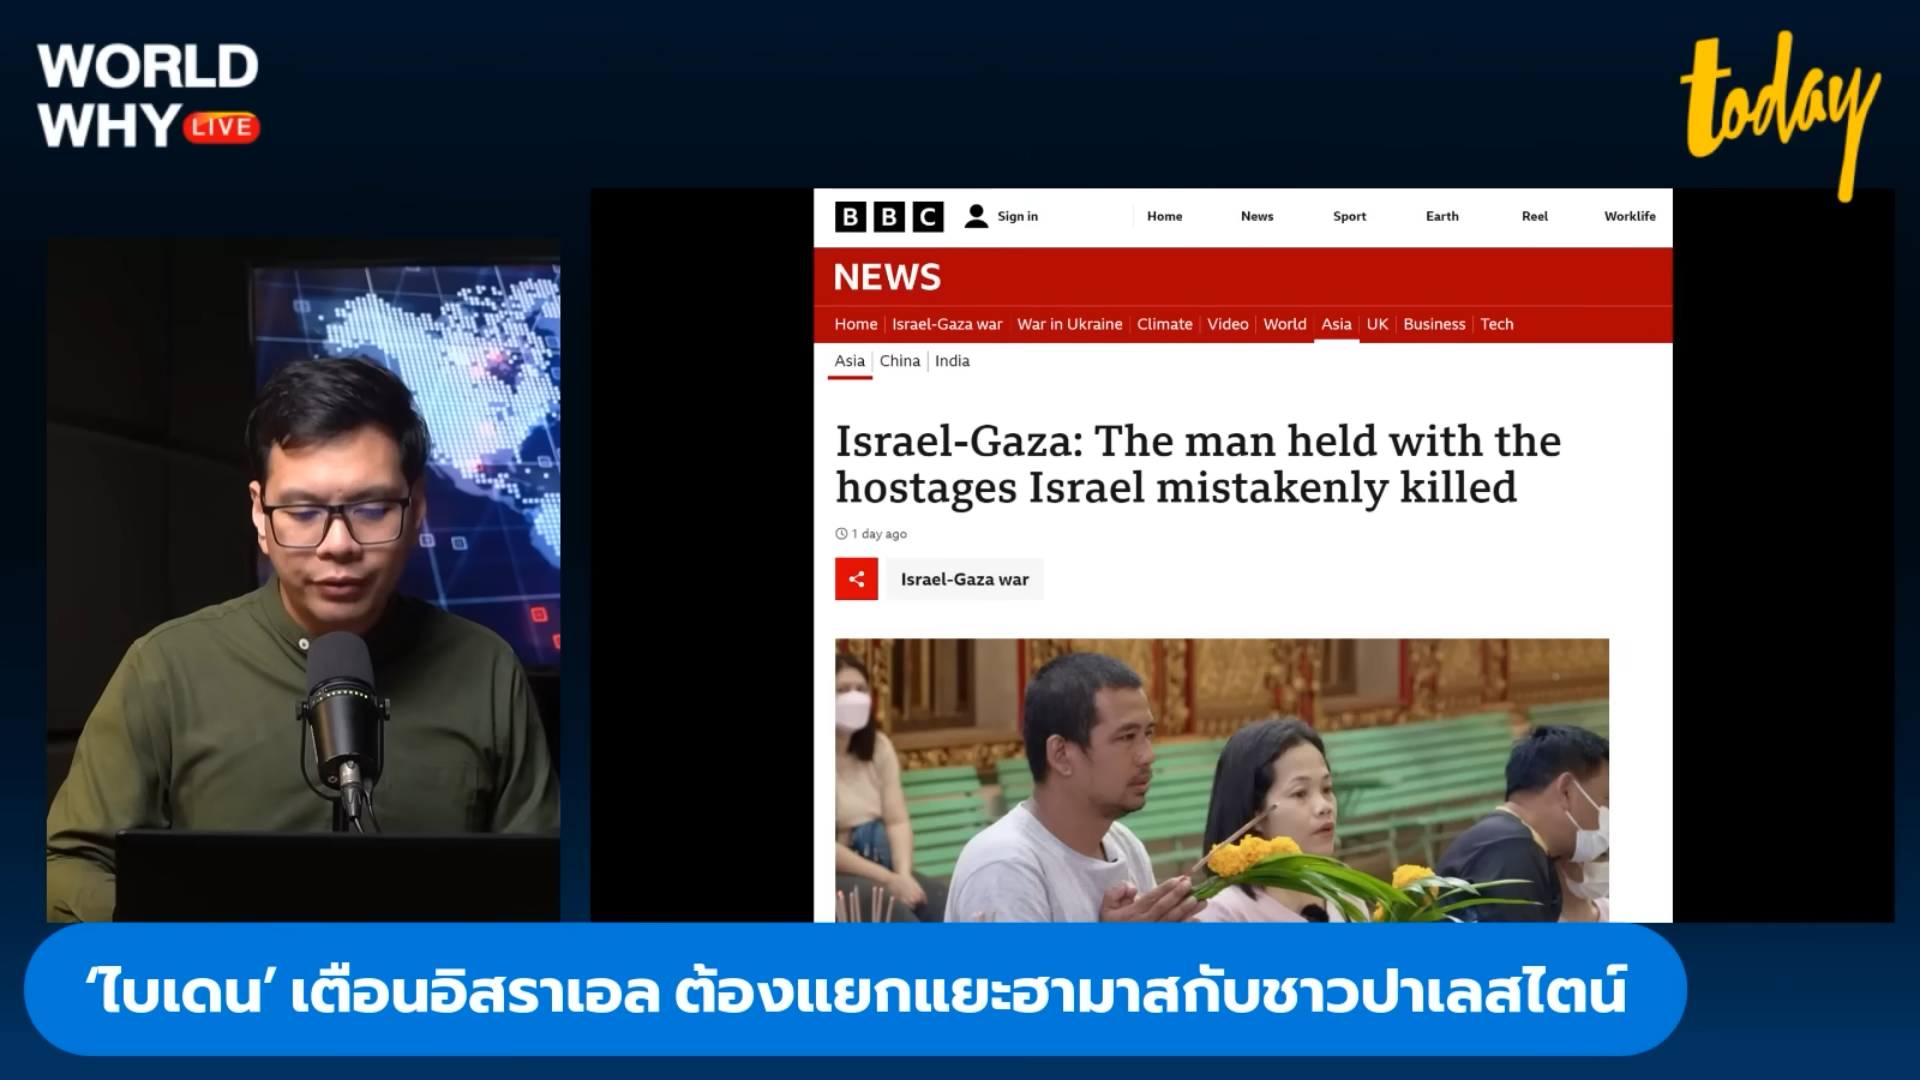 WORLD
WHY LIVE
today
BBC Sign in Home News Sport Earth Reel Worklife
NEWS
Home Israel-Gaza war War in Ukraine Climate Video World Asia UK Business Tech
Asia China India
Israel-Gaza: The man held with the
hostages Israel mistakenly killed
1 day ago
Israel-Gaza war
‘ไบเดน’ เตือนอิสราเอล ต้องแยกแยะฮามาสกับชาวปาเลสไตน์